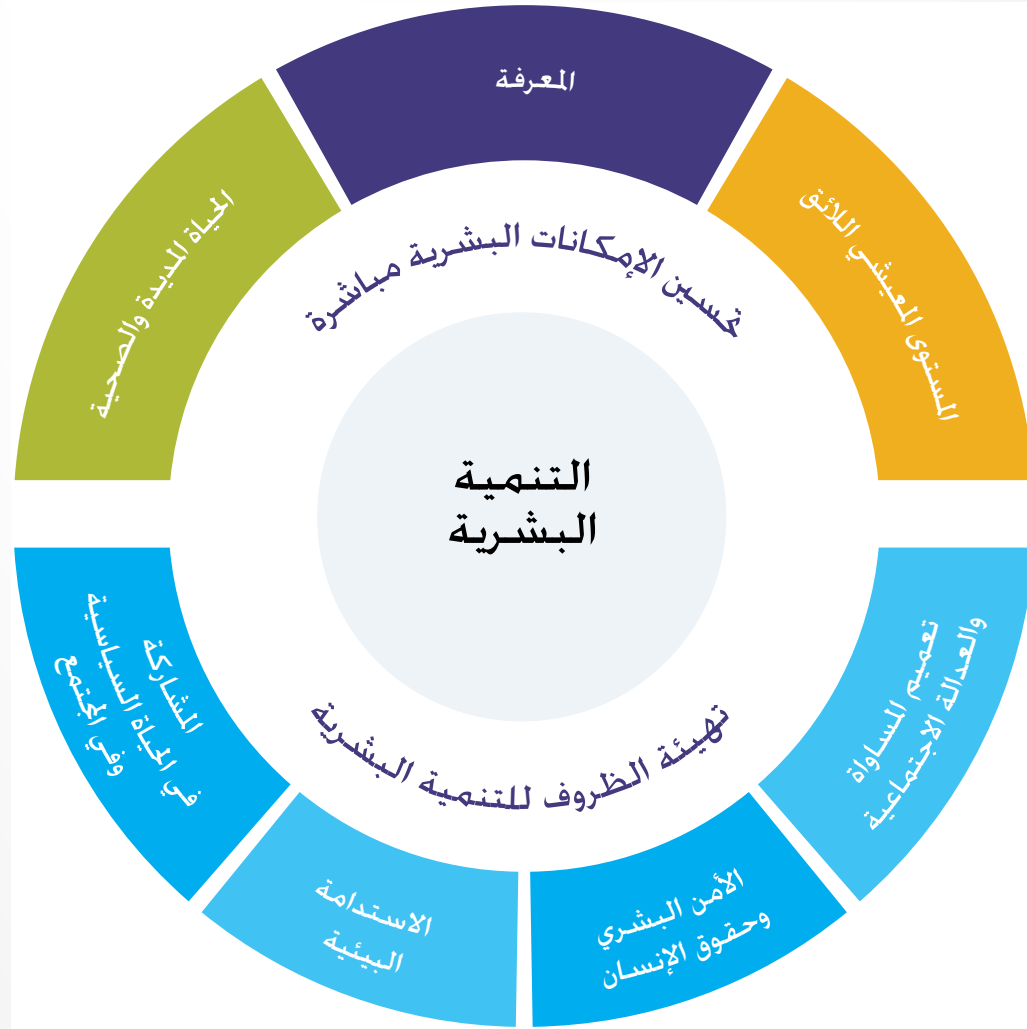 المعرفة
المستوى المعيشي اللائق
الحياة المديدة والصحية
تحسين الإمكانات البشرية مباشرة
التنمية
البشرية
تهيئة الظروف للتنمية البشرية
تعميم المساواة
والعدالة الاجتماعية
الأمن البشري
وحقوق الإنسان
الاستدامة
البيئية
المشاركة
في الحياة السياسية
وفي المجتمع